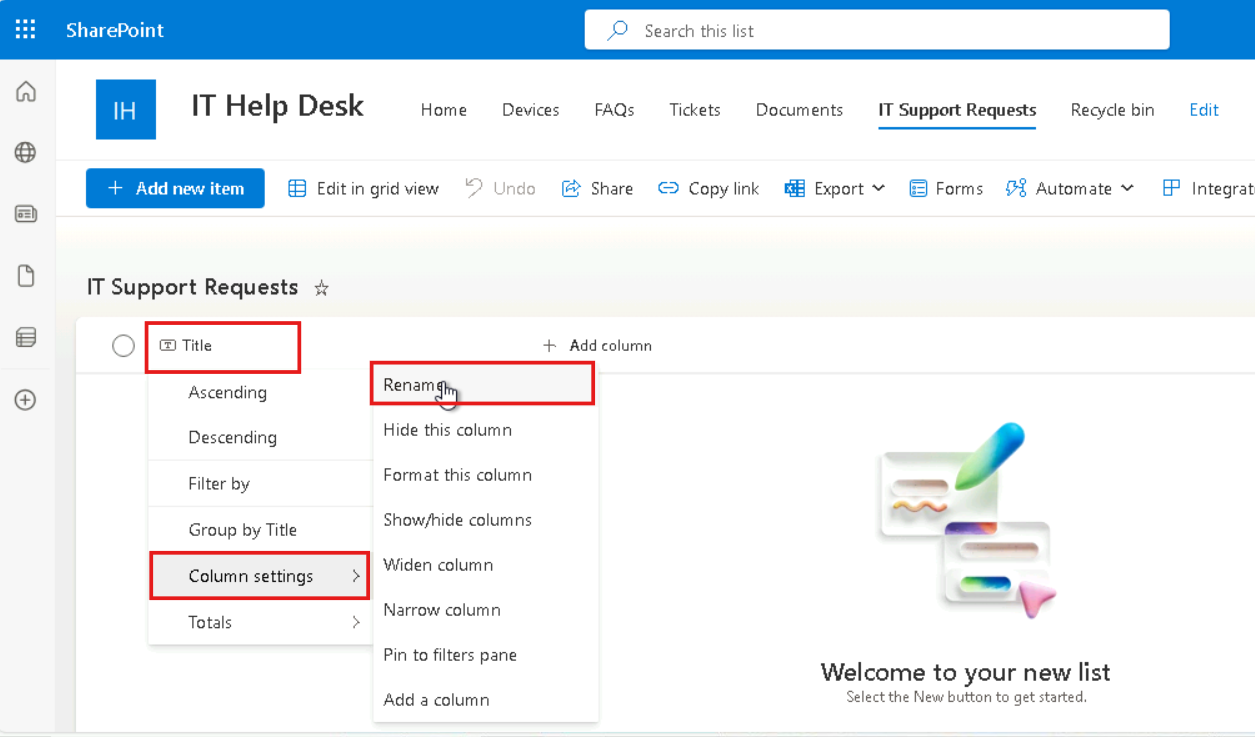 SharePoint
Search this list
IH
IT Help Desk
Home Devices FAQs Tickets Documents IT Support Requests Recycle bin Edit
Add new item Edit in grid view Undo Share Copy link Export Forms Automate Integrat
IT Support Requests
Title
Add column
Ascending
Descending
Filter by
Group by Title
Column settings
Totals
Rename
Hide this column
Format this column
Show/hide columns
Widen column
Narrow column
Pin to filters pane
Add a column
Welcome to your new list
Select the New button to get started.